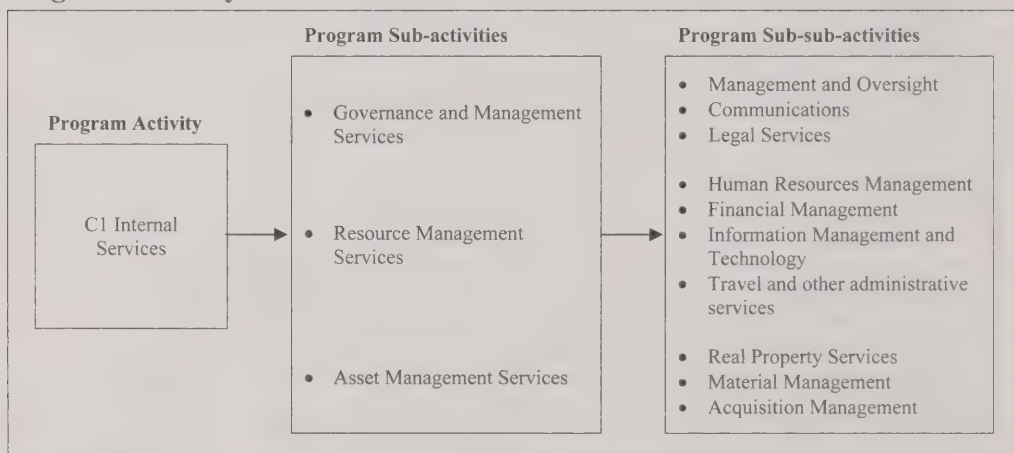 Program Activity
C1 Internal
Services
Program Sub-activities
• Governance and Management
Services
• Resource Management
Services
• Asset Management Services
Program Sub-sub-activities
• Management and Oversight
• Communications
• Legal Services
• Human Resources Management
• Financial Management
• Information Management and
Technology
• Travel and other administrative
services
• Real Property Services
• Material Management
• Acquisition Management